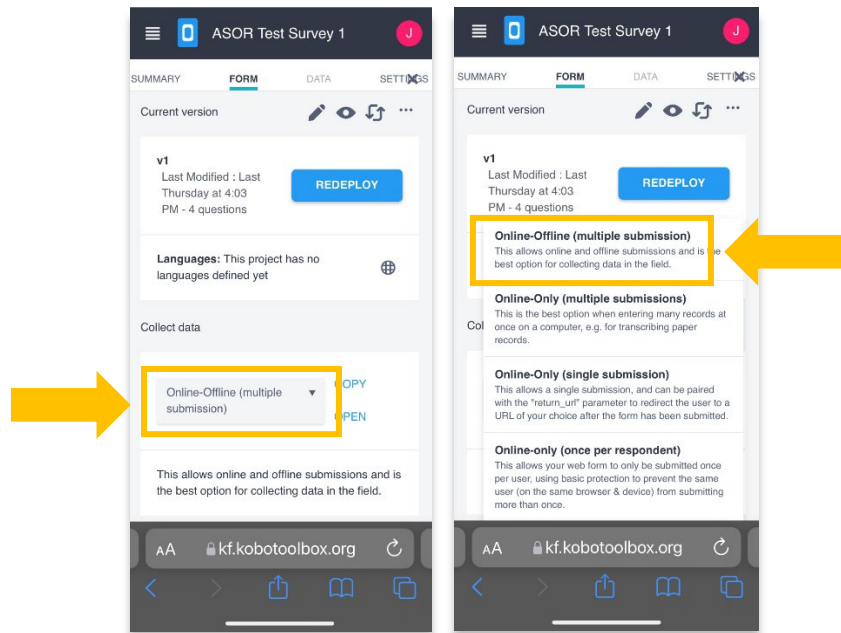 ASOR Test Survey 1
J
SUMMARY FORM DATA SETTINGS
Current version
v1
Last Modified : Last
Thursday at 4:03
PM - 4 questions
REDEPLOY
Languages: This project has no
languages defined yet
Collect data
Online-Offline (multiple
submission)
COPY
OPEN
This allows online and offline submissions and is
the best option for collecting data in the field.
AA kf.kobotoolbox.org
ASOR Test Survey 1
J
SUMMARY FORM DATA SETTINGS
Current version
v1
Last Modified : Last
Thursday at 4:03
PM - 4 questions
REDEPLOY
Online-Offline (multiple submission)
This allows online and offline submissions and is the
best option for collecting data in the field.
Online-Only (multiple submissions)
This is the best option when entering many records at
once on a computer, e.g. for transcribing paper
records.
Col
Online-Only (single submission)
This allows a single submission, and can be paired
with the "return_url" parameter to redirect the user to a
URL of your choice after the form has been submitted.
Online-only (once per respondent)
This allows your web form to only be submitted once
per user, using basic protection to prevent the same
user (on the same browser & device) from submitting
more than once.
AA kf.kobotoolbox.org